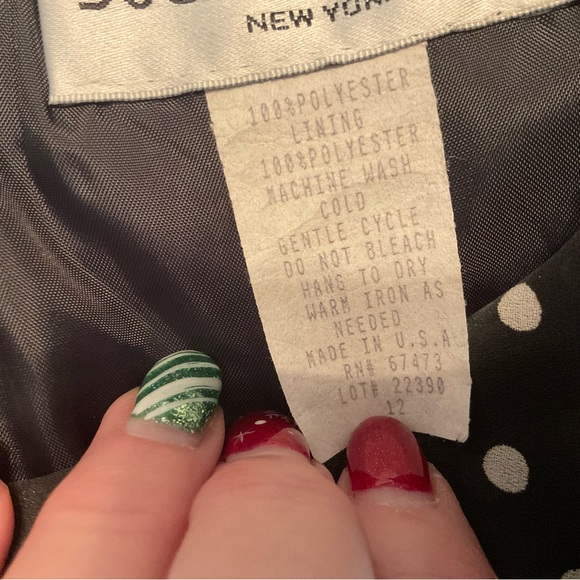 NEW YORK
100%POLYESTER
LINING
100%POLYESTER
MACHINE WASH
COLD
GENTLE CYCLE
DO NOT BLEACH
HANG TO DRY
WARM IRON AS
NEEDED
MADE IN U.S.A
RN# 67473
LOT# 22390
12